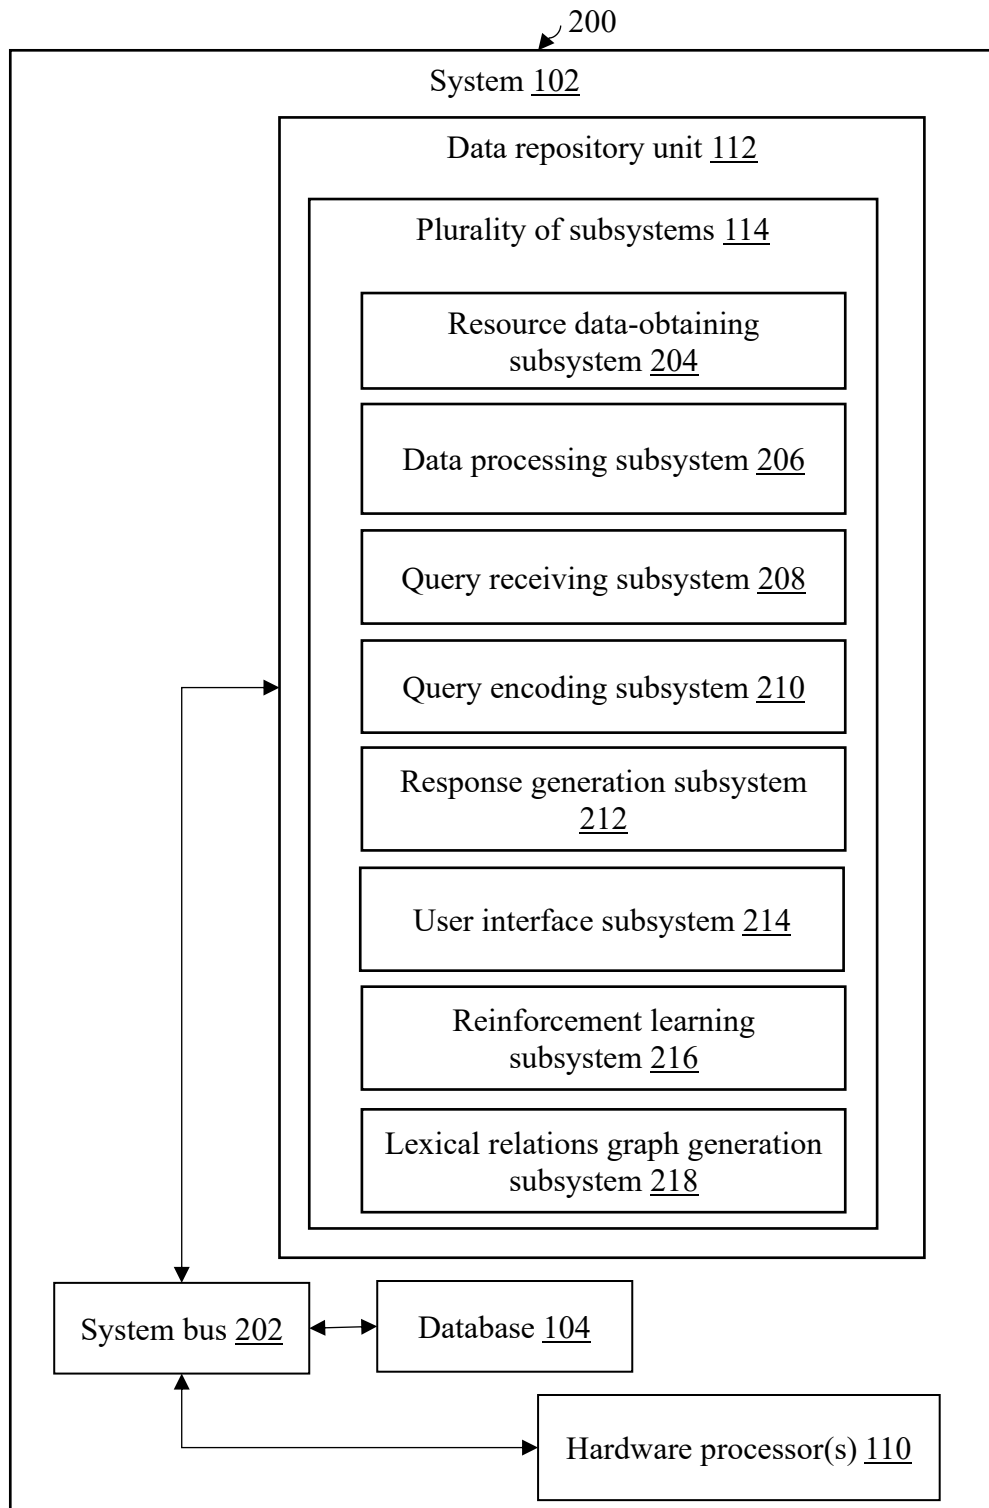 200
System 102
Data repository unit 112
Plurality of subsystems 114
Resource data-obtaining
subsystem 204
Data processing subsystem 206
Query receiving subsystem 208
Query encoding subsystem 210
Response generation subsystem
212
User interface subsystem 214
Reinforcement learning
subsystem 216
Lexical relations graph generation
subsystem 218
System bus 202
Database 104
Hardware processor(s) 110